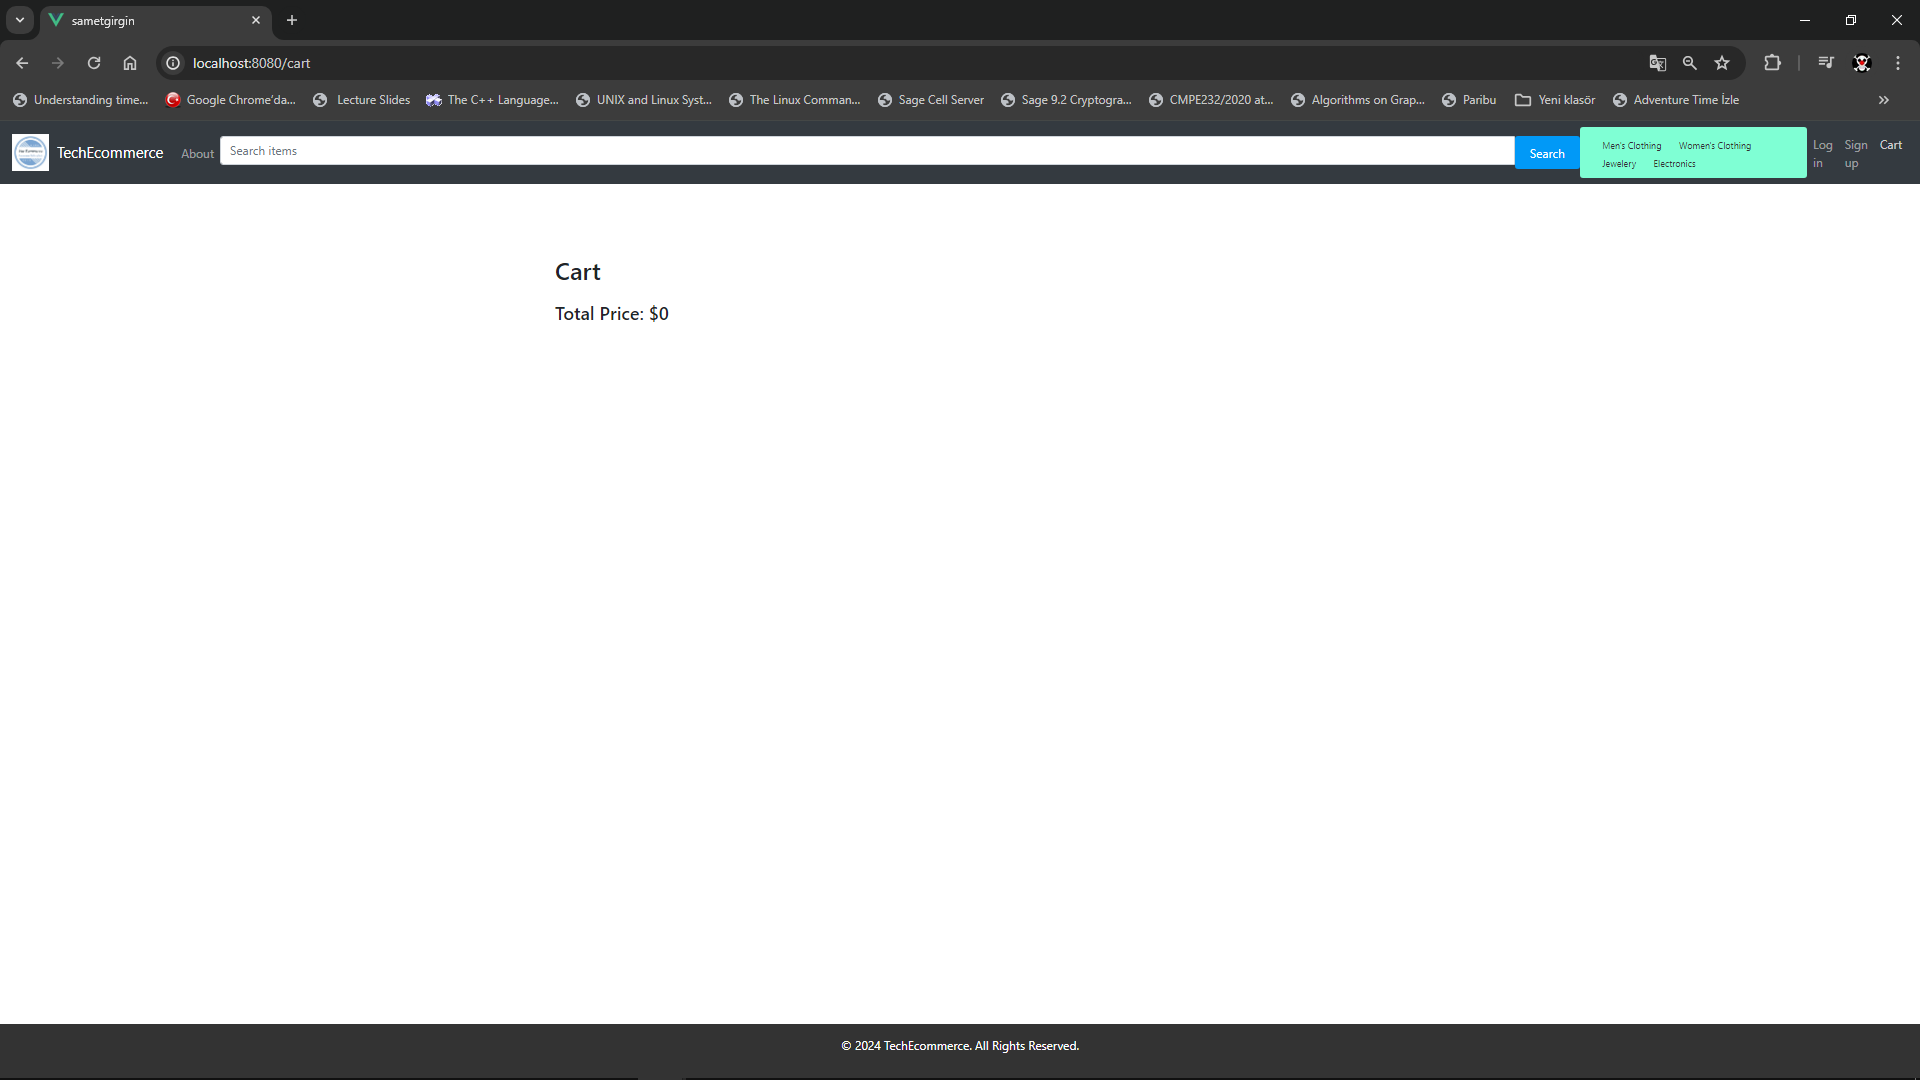 sametgirgin
localhost:8080/cart
Understanding time... Google Chrome'da... Lecture Slides The C++ Language... UNIX and Linux Syst... The Linux Comman... Sage Cell Server Sage 9.2 Cryptogra... CMPE232/2020 at... Algorithms on Grap... Paribu Yeni klasör Adventure Time İzle
TechEcommerce About Search items Search
Men's Clothing Women's Clothing
Jewelery Electronics
Log
in
Sign
up
Cart
Cart
Total Price: $0
© 2024 TechEcommerce. All Rights Reserved.